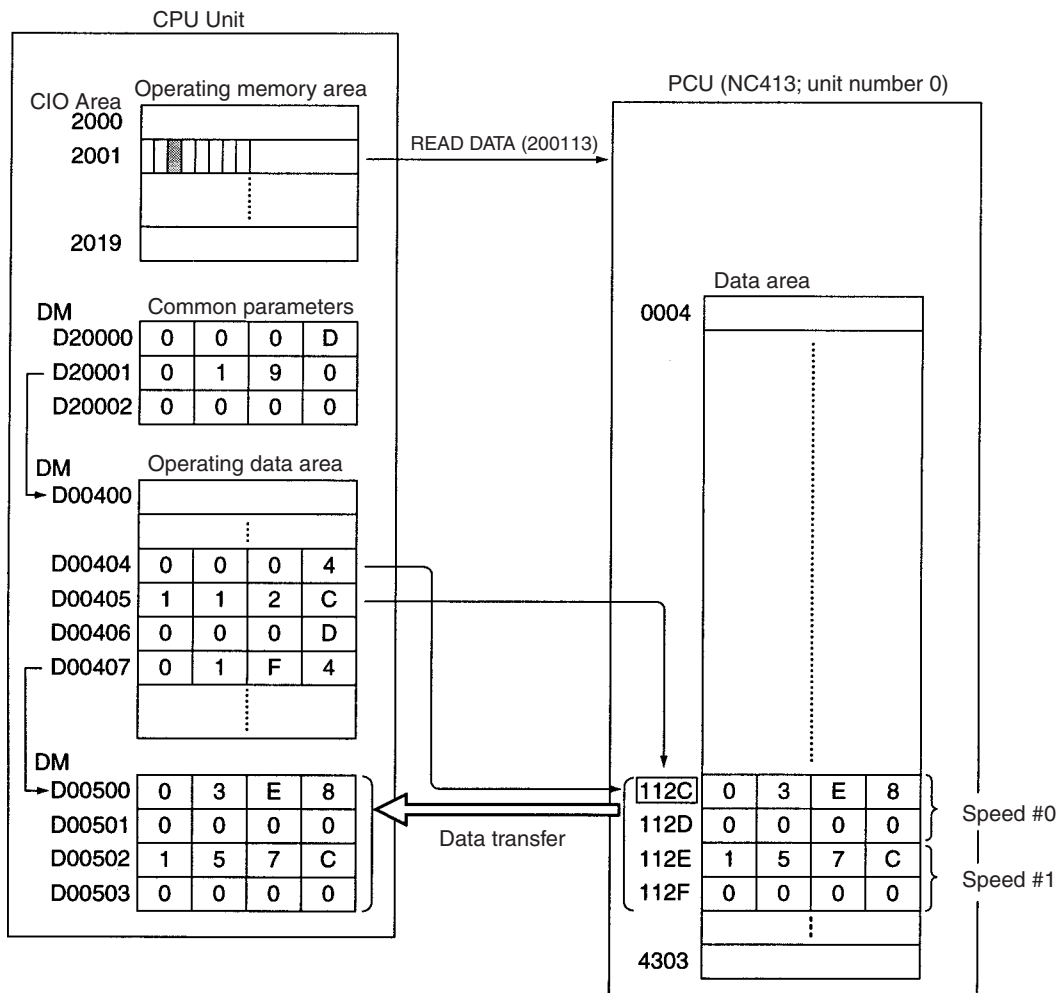 CPU Unit
CIO Area
Operating memory area
2000
2001
2019
READ DATA (200113)
PCU (NC413; unit number 0)
DM
Common parameters
D20000 0 0 0 D
D20001 0 1 9 0
D20002 0 0 0 0
DM
Operating data area
D00400
D00404 0 0 0 4
D00405 1 1 2 C
D00406 0 0 0 D
D00407 0 1 F 4
DM
D00500 0 3 E 8
D00501 0 0 0 0
D00502 1 5 7 C
D00503 0 0 0 0
Data transfer
Data area
0004
112C 0 3 E 8
112D 0 0 0 0
Speed #0
112E 1 5 7 C
112F 0 0 0 0
Speed #1
4303